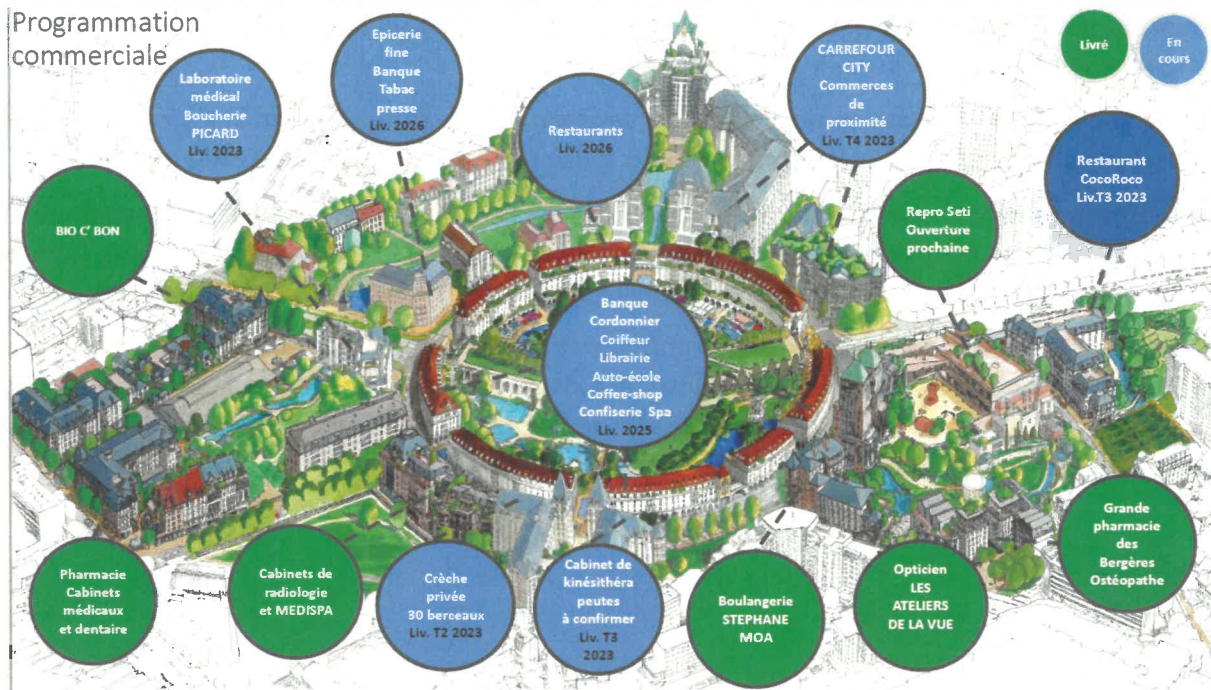 Programmation
commerciale
Livré
En
cours
Laboratoire
médical
Boucherie
PICARD
Liv. 2023
Epicerie
fine
Banque
Tabac
presse
Liv. 2026
Restaurants
Liv. 2026
CARREFOUR
CITY
Commerces
de
proximité
Liv. T4 2023
Restaurant
CocoRoco
Liv.T3 2023
BIO C' BON
Repro Seti
Ouverture
prochaine
Banque
Cordonnier
Coiffeur
Librairie
Auto-école
Coffee-shop
Confiserie Spa
Liv. 2025
Pharmacie
Cabinets
médicaux
et dentaire
Cabinets de
radiologie
et MEDISPA
Crèche
privée
30 berceaux
Liv. T2 2023
Cabinet de
kinésithéra
peutes
à confirmer
Liv. T3
2023
Boulangerie
STEPHANE
MOA
Opticien
LES
ATELIERS
DE LA VUE
Grande
pharmacie
des
Bergères
Ostéopathe